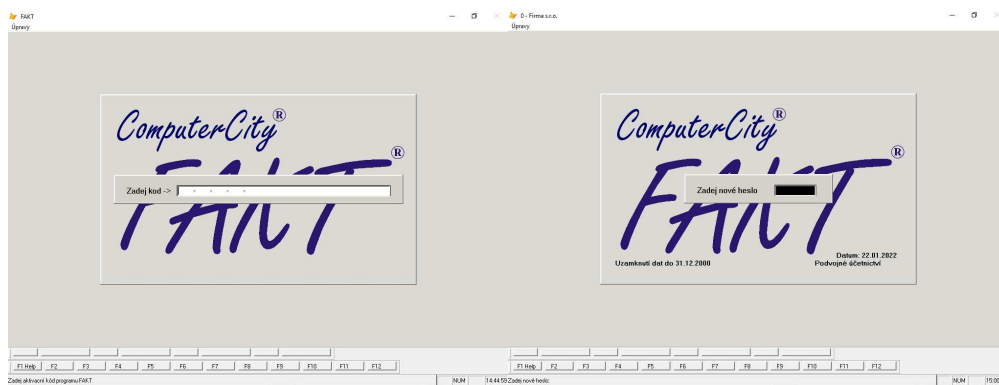 FAKT
Úpravy
ComputerCity®
FAKT®
Zadej kod -> - - - -
F1 Help F2 F3 F4 F5 F6 F7 F8 F9 F10 F11 F12
Zadej aktivacní kód programu FAKT
NUM
14:44:59
0 - Firma s.r.o.
Úpravy
ComputerCity®
FAKT®
Zadej nové heslo
Datum: 22.01.2022
Uzamknutí dat do 31.12.2000 Podvojné účetnictví
F1 Help F2 F3 F4 F5 F6 F7 F8 F9 F10 F11 F12
Zadej nové heslo:
NUM